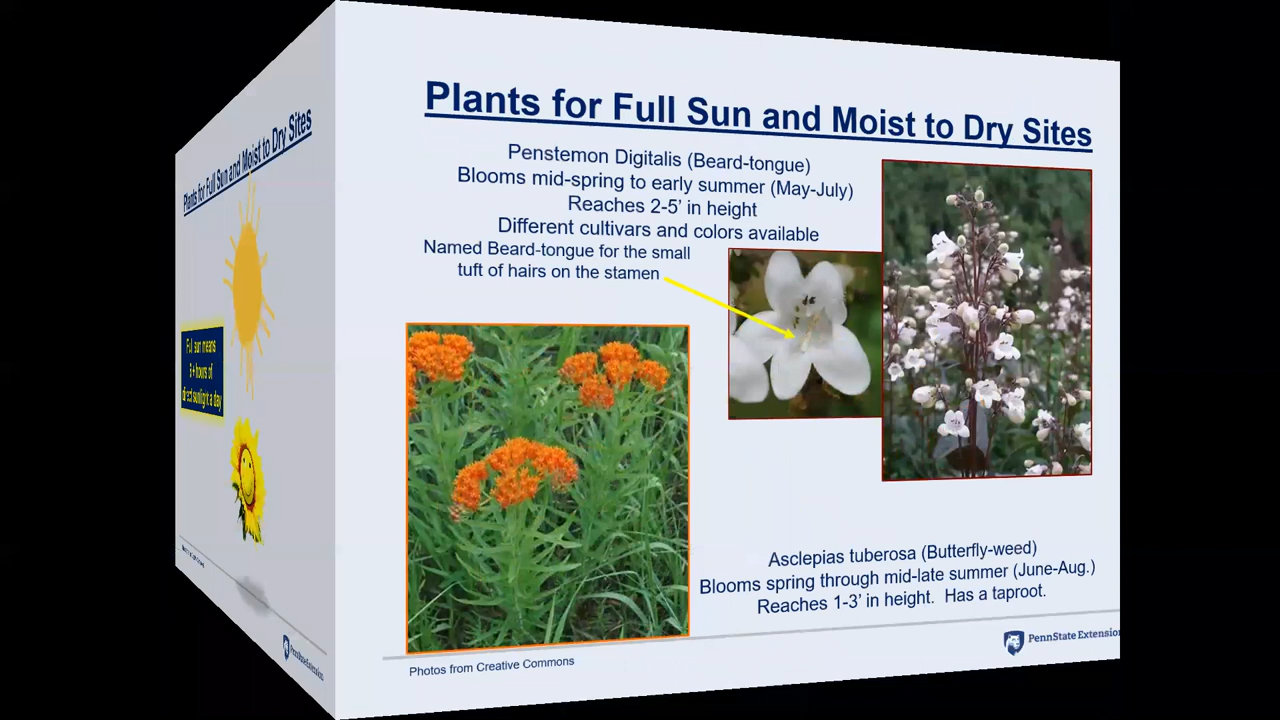 Plants for Full Sun and Moist to Dry Sites
Full sun means
6+ hours of
direct sunlight a day
PennState Extension
Plants for Full Sun and Moist to Dry Sites
Penstemon Digitalis (Beard-tongue)
Blooms mid-spring to early summer (May-July)
Reaches 2-5’ in height
Different cultivars and colors available
Named Beard-tongue for the small
tuft of hairs on the stamen
Asclepias tuberosa (Butterfly-weed)
Blooms spring through mid-late summer (June-Aug.)
Reaches 1-3’ in height. Has a taproot.
Photos from Creative Commons
PennState Extension